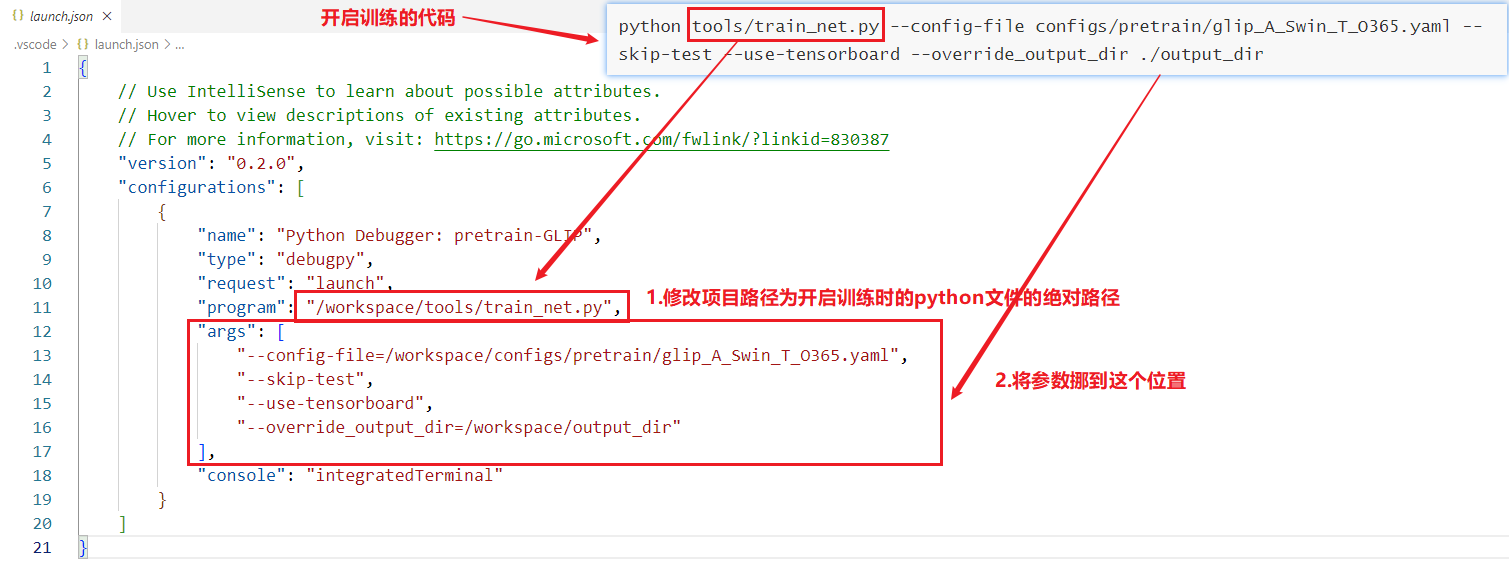 launch.json ×
开启训练的代码
python tools/train_net.py --config-file configs/pretrain/glip_A_Swin_T_O365.yaml --
skip-test --use-tensorboard --override_output_dir ./output_dir
.vscode > {} launch.json > ...
1 {
2 // Use IntelliSense to learn about possible attributes.
3 // Hover to view descriptions of existing attributes.
4 // For more information, visit: https://go.microsoft.com/fwlink/?linkid=830387
5 "version": "0.2.0",
6 "configurations": [
7 {
8 "name": "Python Debugger: pretrain-GLIP",
9 "type": "debugpy",
10 "request": "launch",
11 "program": "/workspace/tools/train_net.py",
1.修改项目路径为开启训练时的python文件的绝对路径
12 "args": [
13 "--config-file=/workspace/configs/pretrain/glip_A_Swin_T_O365.yaml",
14 "--skip-test",
2.将参数挪到这个位置
15 "--use-tensorboard",
16 "--override_output_dir=/workspace/output_dir"
17 ],
18 "console": "integratedTerminal"
19 }
20 ]
21 }